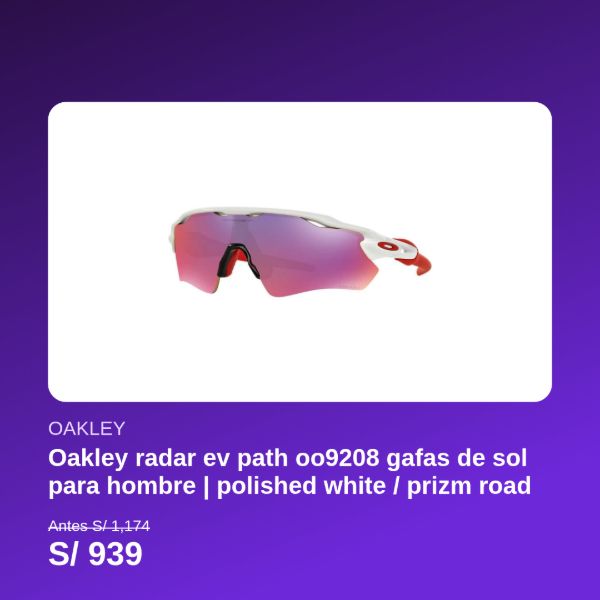 OAKLEY
Oakley radar ev path oo9208 gafas de sol
para hombre | polished white / prizm road
Antes S/ 1,174
S/ 939